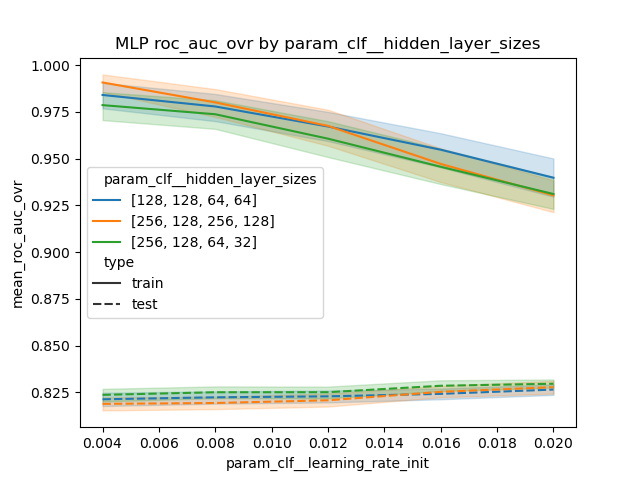 MLP roc_auc_ovr by param_clf__hidden_layer_sizes
mean_roc_auc_ovr
1.000
0.975
0.950
0.925
0.900
0.875
0.850
0.825
param_clf__hidden_layer_sizes
[128, 128, 64, 64]
[256, 128, 256, 128]
[256, 128, 64, 32]
type
train
test
0.004 0.006 0.008 0.010 0.012 0.014 0.016 0.018 0.020
param_clf__learning_rate_init